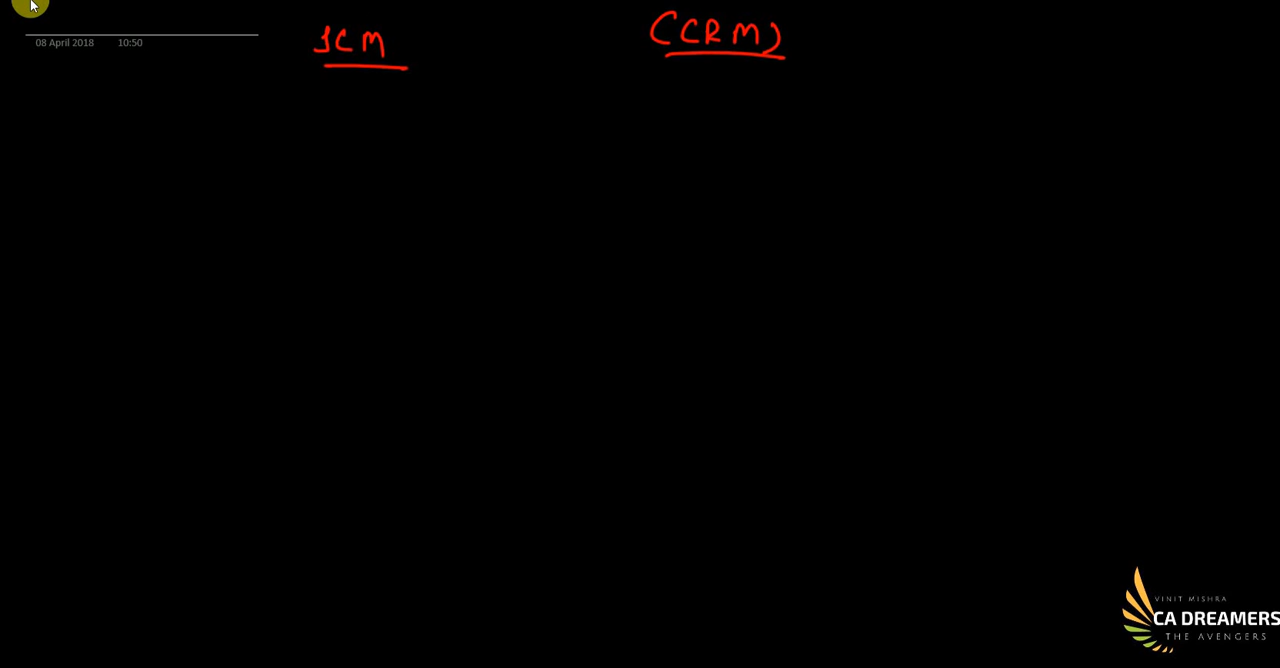 SCM (CRM)
08 April 2018 10:50
VINIT MISHRA
CA DREAMERS
THE AVENGERS